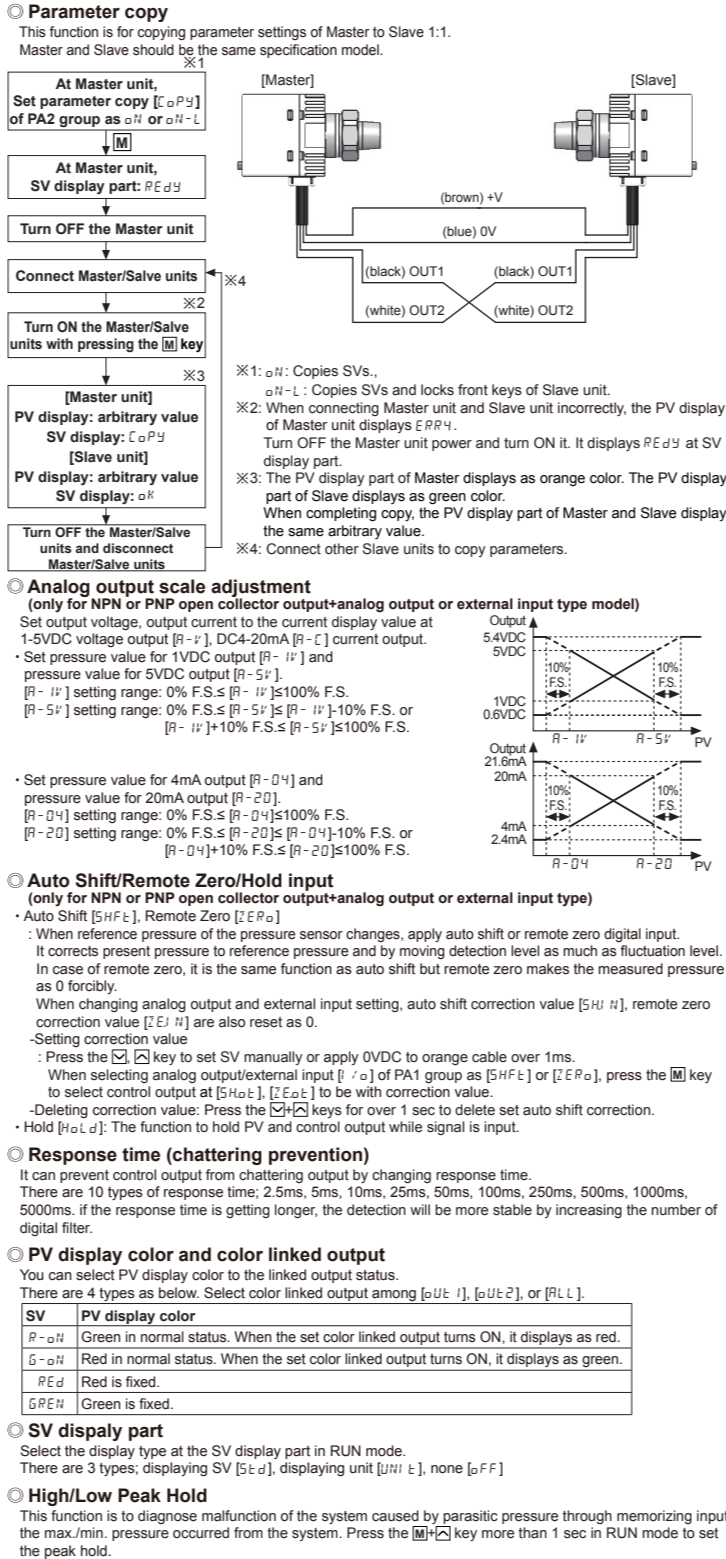 ◎ Parameter copy
This function is for copying parameter settings of Master to Slave 1:1.
Master and Slave should be the same specification model.
※1
At Master unit,
Set parameter copy [CoPY]
of PA2 group as oN or oN-L
M
At Master unit,
SV display part: REdY
Turn OFF the Master unit
Connect Master/Salve units
※4
※2
Turn ON the Master/Salve
units with pressing the M key
※3
[Master unit]
PV display: arbitrary value
SV display: CoPY
[Slave unit]
PV display: arbitrary value
SV display: oK
Turn OFF the Master/Salve
units and disconnect
Master/Salve units
[Master]
[Slave]
(brown) +V
(blue) 0V
(black) OUT1
(black) OUT1
(white) OUT2
(white) OUT2
※1: oN: Copies SVs.,
oN-L : Copies SVs and locks front keys of Slave unit.
※2: When connecting Master unit and Slave unit incorrectly, the PV display
of Master unit displays ERR4.
Turn OFF the Master unit power and turn ON it. It displays REdY at SV
display part.
※3: The PV display part of Master displays as orange color. The PV display
part of Slave displays as green color.
When completing copy, the PV display part of Master and Slave display
the same arbitrary value.
※4: Connect other Slave units to copy parameters.
◎ Analog output scale adjustment
(only for NPN or PNP open collector output+analog output or external input type model)
Set output voltage, output current to the current display value at
1-5VDC voltage output [A-V], DC4-20mA [A-C] current output.
• Set pressure value for 1VDC output [A-1V] and
pressure value for 5VDC output [A-5V].
[A-1V] setting range: 0% F.S.≤ [A-1V]≤100% F.S.
[A-5V] setting range: 0% F.S.≤ [A-5V]≤ [A-1V]-10% F.S. or
[A-1V]+10% F.S.≤ [A-5V]≤100% F.S.
Output
5.4VDC
5VDC
10%
F.S.
10%
F.S.
1VDC
0.6VDC
A-1V
A-5V
PV
• Set pressure value for 4mA output [A-04] and
pressure value for 20mA output [A-20].
[A-04] setting range: 0% F.S.≤ [A-04]≤100% F.S.
[A-20] setting range: 0% F.S.≤ [A-20]≤ [A-04]-10% F.S. or
[A-04]+10% F.S.≤ [A-20]≤100% F.S.
Output
21.6mA
20mA
10%
F.S.
10%
F.S.
4mA
2.4mA
A-04
A-20
PV
◎ Auto Shift/Remote Zero/Hold input
(only for NPN or PNP open collector output+analog output or external input type)
• Auto Shift [SHFt], Remote Zero [ZERo]
: When reference pressure of the pressure sensor changes, apply auto shift or remote zero digital input.
It corrects present pressure to reference pressure and by moving detection level as much as fluctuation level.
In case of remote zero, it is the same function as auto shift but remote zero makes the measured pressure
as 0 forcibly.
When changing analog output and external input setting, auto shift correction value [SH.IN], remote zero
correction value [ZE.IN] are also reset as 0.
-Setting correction value
: Press the ⌄, ⌃ key to set SV manually or apply 0VDC to orange cable over 1ms.
When selecting analog output/external input [I/o] of PA1 group as [SHFt] or [ZERo], press the M key
to select control output at [SH.ot], [ZE.ot] to be with correction value.
-Deleting correction value: Press the ⌄+⌃ keys for over 1 sec to delete set auto shift correction.
• Hold [HoLd]: The function to hold PV and control output while signal is input.
◎ Response time (chattering prevention)
It can prevent control output from chattering output by changing response time.
There are 10 types of response time; 2.5ms, 5ms, 10ms, 25ms, 50ms, 100ms, 250ms, 500ms, 1000ms,
5000ms. if the response time is getting longer, the detection will be more stable by increasing the number of
digital filter.
◎ PV display color and color linked output
You can select PV display color to the linked output status.
There are 4 types as below. Select color linked output among [oUt1], [oUt2], or [ALL].
SV PV display color
R-oN Green in normal status. When the set color linked output turns ON, it displays as red.
G-oN Red in normal status. When the set color linked output turns ON, it displays as green.
REd Red is fixed.
GREN Green is fixed.
◎ SV dispaly part
Select the display type at the SV display part in RUN mode.
There are 3 types; displaying SV [Std], displaying unit [UNIt], none [oFF]
◎ High/Low Peak Hold
This function is to diagnose malfunction of the system caused by parasitic pressure through memorizing input
the max./min. pressure occurred from the system. Press the M+⌃ key more than 1 sec in RUN mode to set
the peak hold.